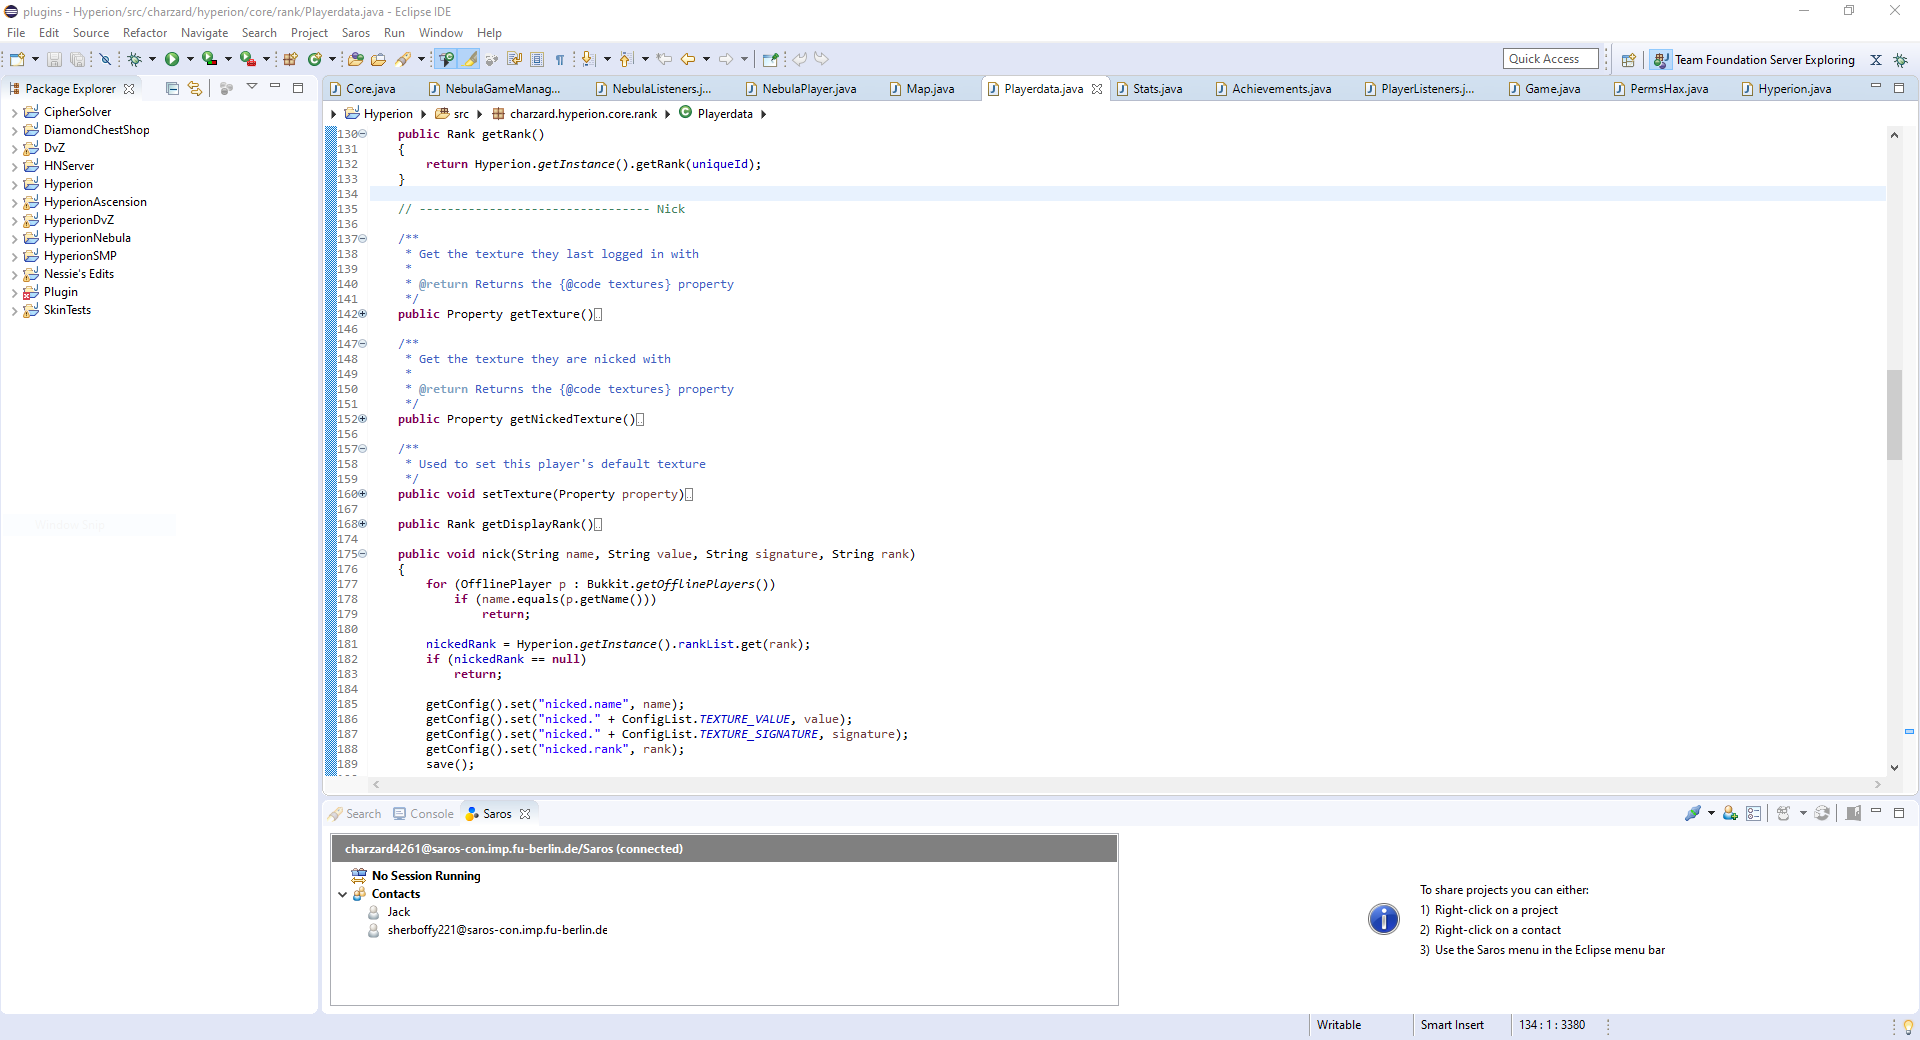 plugins - Hyperion/src/charzard/hyperion/core/rank/Playerdata.java - Eclipse IDE
File Edit Source Refactor Navigate Search Project Saros Run Window Help
Quick Access
Team Foundation Server Exploring
Package Explorer
Core.java NebulaGameManag... NebulaListeners.j... NebulaPlayer.java Map.java Playerdata.java Stats.java Achievements.java PlayerListeners.j... Game.java PermsHax.java Hyperion.java
Hyperion src charzard.hyperion.core.rank Playerdata
CipherSolver
DiamondChestShop
DvZ
HNServer
Hyperion
HyperionAscension
HyperionDvZ
HyperionNebula
HyperionSMP
Nessie's Edits
Plugin
SkinTests
Window Snip
130 public Rank getRank()
131 {
132 return Hyperion.getInstance().getRank(uniqueId);
133 }
134
135 // --------------------------------- Nick
136
137 /**
138 * Get the texture they last logged in with
139 *
140 * @return Returns the {@code textures} property
141 */
142 public Property getTexture()
146
147 /**
148 * Get the texture they are nicked with
149 *
150 * @return Returns the {@code textures} property
151 */
152 public Property getNickedTexture()
156
157 /**
158 * Used to set this player's default texture
159 */
160 public void setTexture(Property property)
167
168 public Rank getDisplayRank()
174
175 public void nick(String name, String value, String signature, String rank)
176 {
177 for (OfflinePlayer p : Bukkit.getOfflinePlayers())
178 if (name.equals(p.getName()))
179 return;
180
181 nickedRank = Hyperion.getInstance().rankList.get(rank);
182 if (nickedRank == null)
183 return;
184
185 getConfig().set("nicked.name", name);
186 getConfig().set("nicked." + ConfigList.TEXTURE_VALUE, value);
187 getConfig().set("nicked." + ConfigList.TEXTURE_SIGNATURE, signature);
188 getConfig().set("nicked.rank", rank);
189 save();
Search Console Saros
charzard4261@saros-con.imp.fu-berlin.de/Saros (connected)
No Session Running
Contacts
Jack
sherboffy221@saros-con.imp.fu-berlin.de
To share projects you can either:
1) Right-click on a project
2) Right-click on a contact
3) Use the Saros menu in the Eclipse menu bar
Writable Smart Insert 134 : 1 : 3380